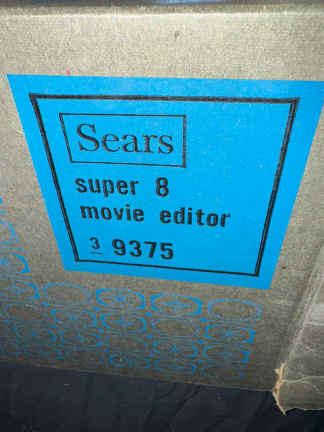 Sears
super 8
movie editor
3 9375